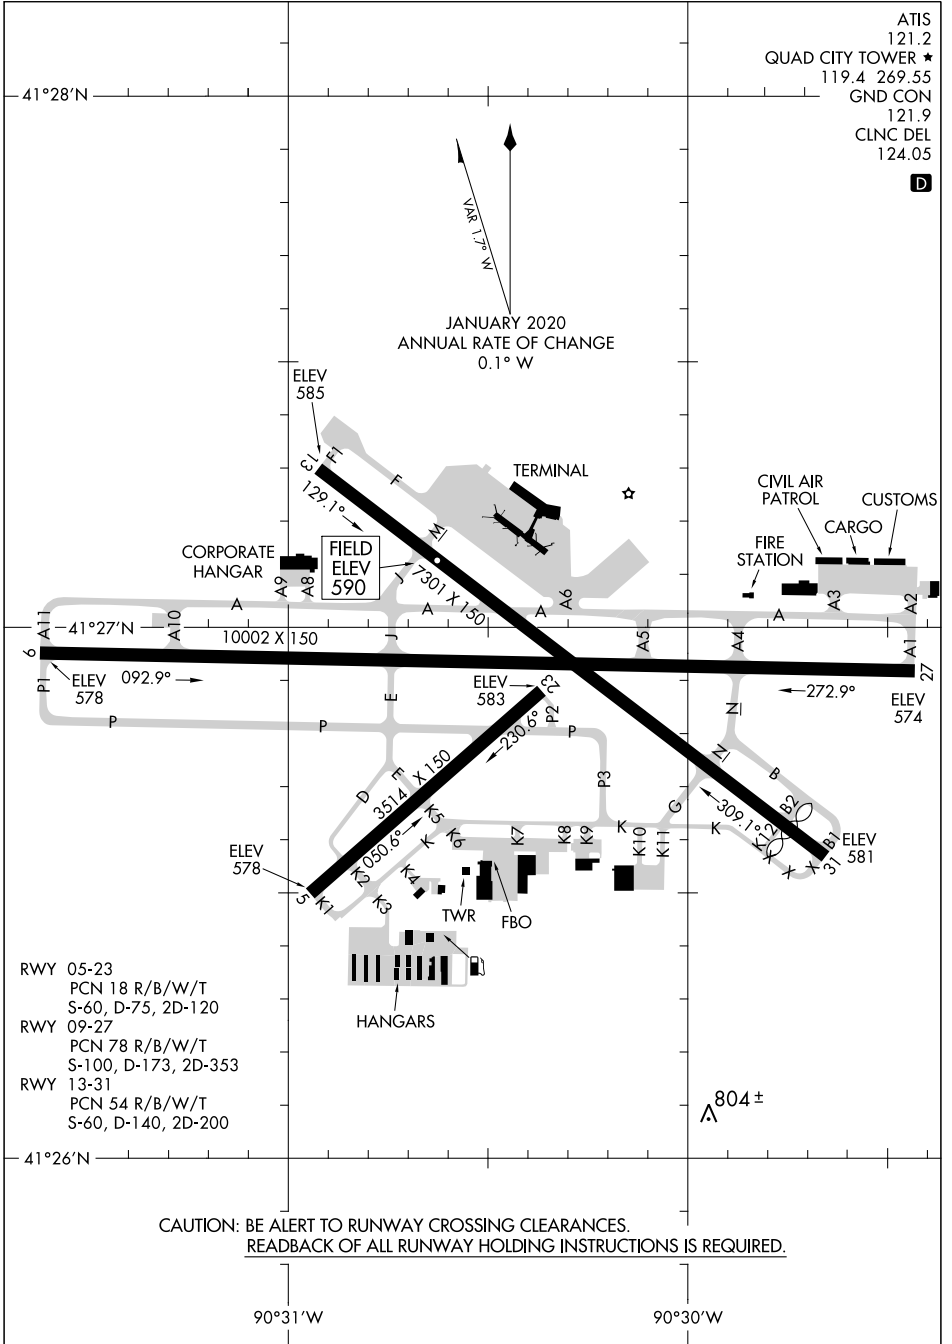 ATIS
121.2
QUAD CITY TOWER ★
119.4 269.55
GND CON
121.9
CLNC DEL
124.05
D
41°28'N
VAR 1.7° W
JANUARY 2020
ANNUAL RATE OF CHANGE
0.1° W
ELEV
585
13
F1
F
129.1°
TERMINAL
CIVIL AIR
PATROL
CUSTOMS
CARGO
FIRE
STATION
CORPORATE
HANGAR
FIELD
ELEV
590
M
J
7301 X 150
A9
A8
A
A
A
A6
A
A3
A2
A11
41°27'N
A10
J
A5
A4
A1
10002 X 150
9
27
P1
ELEV
578
092.9°
E
ELEV
583
23
272.9°
ELEV
574
P
P
230.6°
P2
P
N
N
B
D
E
3514 X 150
P3
G
309.1°
B2
B1
K5
050.6°
K
K6
K7
K8
K9
K
K10
K11
K
K12
X
X
X
31
ELEV
581
ELEV
578
5
K1
K2
K3
K4
TWR
FBO
HANGARS
RWY 05-23
PCN 18 R/B/W/T
S-60, D-75, 2D-120
RWY 09-27
PCN 78 R/B/W/T
S-100, D-173, 2D-353
RWY 13-31
PCN 54 R/B/W/T
S-60, D-140, 2D-200
804 ±
41°26'N
CAUTION: BE ALERT TO RUNWAY CROSSING CLEARANCES.
READBACK OF ALL RUNWAY HOLDING INSTRUCTIONS IS REQUIRED.
90°31'W
90°30'W